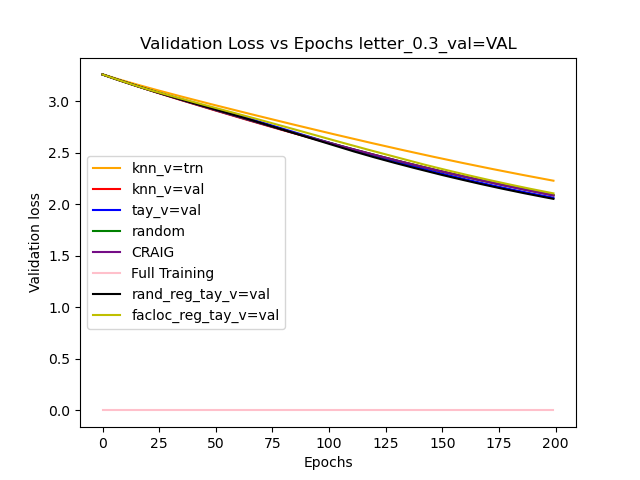 Validation Loss vs Epochs letter_0.3_val=VAL
3.0
2.5
2.0
1.5
1.0
0.5
0.0
Validation loss
knn_v=trn
knn_v=val
tay_v=val
random
CRAIG
Full Training
rand_reg_tay_v=val
facloc_reg_tay_v=val
0 25 50 75 100 125 150 175 200
Epochs